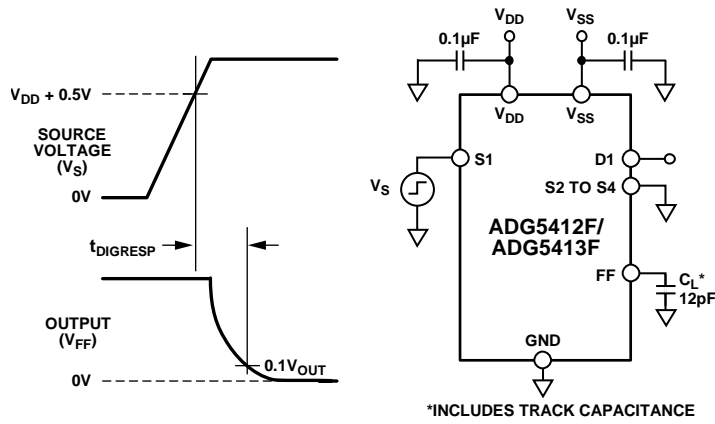 VDD + 0.5V
SOURCE
VOLTAGE
(VS)
0V
tDIGRESP
OUTPUT
(VFF)
0V
0.1VOUT
VDD
VSS
0.1µF
0.1µF
VDD
VSS
S1
D1
VS
S2 TO S4
ADG5412F/
ADG5413F
FF
CL*
12pF
GND
*INCLUDES TRACK CAPACITANCE